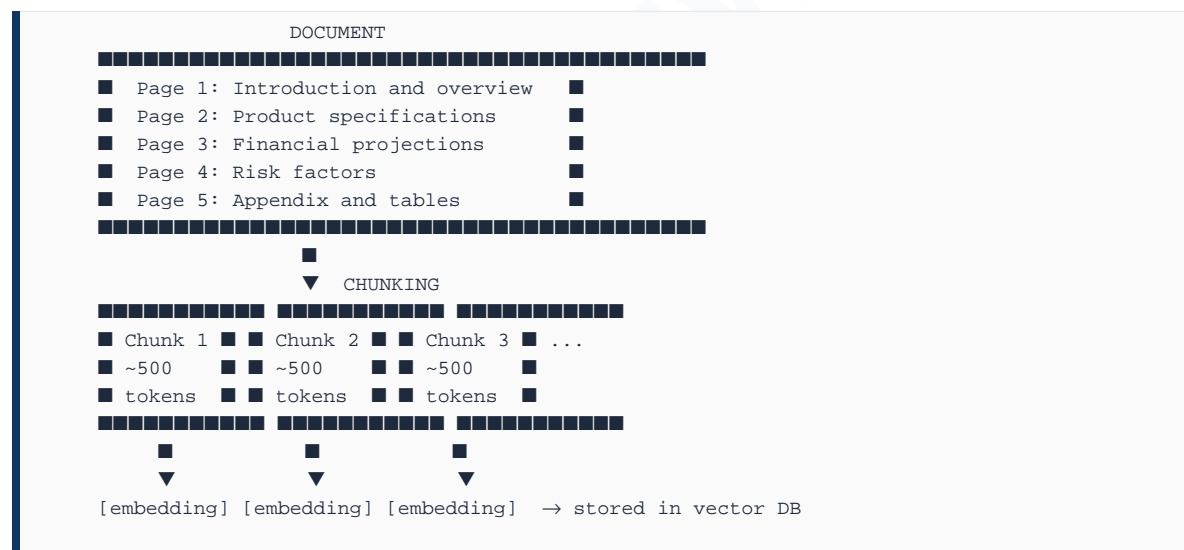 DOCUMENT
■■■■■■■■■■■■■■■■■■■■■■■■■■■■■■■■■■■■■■■■
■ Page 1: Introduction and overview ■
■ Page 2: Product specifications ■
■ Page 3: Financial projections ■
■ Page 4: Risk factors ■
■ Page 5: Appendix and tables ■
■■■■■■■■■■■■■■■■■■■■■■■■■■■■■■■■■■■■■■■■
■
▼ CHUNKING
■■■■■■■■■■■ ■■■■■■■■■■■ ■■■■■■■■■■■
■ Chunk 1 ■ ■ Chunk 2 ■ ■ Chunk 3 ■ ...
■ ~500 ■ ■ ~500 ■ ■ ~500 ■
■ tokens ■ ■ tokens ■ ■ tokens ■
■■■■■■■■■■■ ■■■■■■■■■■■ ■■■■■■■■■■■
■ ■ ■
▼ ▼ ▼
[embedding] [embedding] [embedding] → stored in vector DB